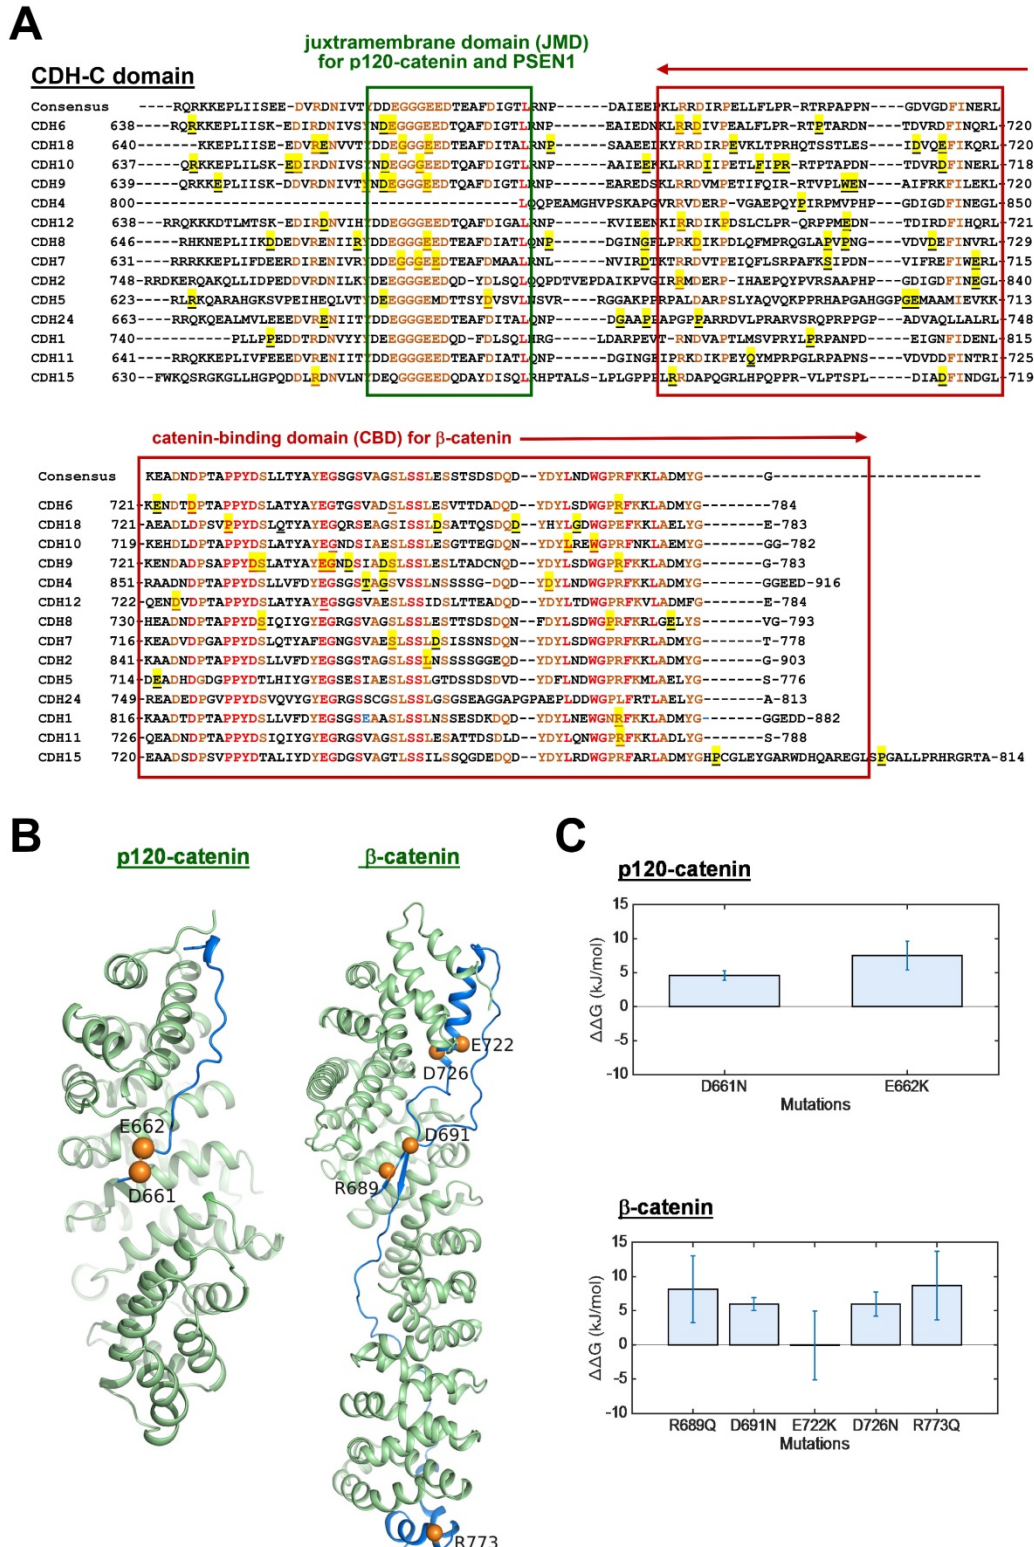 A
juxtramembrane domain (JMD)
for p120-catenin and PSEN1
CDH-C domain
Consensus ----RQRKKEPLIISEE-DVRDNIVTYDDEGGGEEDTEAFDIGTLRNP--------DAIEEPKLRRDIRPELLFLPR-RTRPAPPN------GDVGDFINERL-
CDH6 638---RQRKKEPLIISK-EDIRDNIVSYNDEGGGEEDTQAFDIGTLRNP--------EAIEDNKLRRDIVPEALFLPR-RTPTARDN------TDVRDFINQRL-720
CDH18 640-------KKEPLIISE-EDVRENVVTYDDEGGGEEDTEAFDITALRNP--------SAAEELKYRRDIRPEVKLTPRHQTSSTLES-----IDVQEFIKQRL-720
CDH10 637---RQRKKEPLIISK-EDIRDNIVSYNDEGGGEEDTQAFDIGTLRNP--------AAIEEKKLRRDIIPETLFIPR-RTPTAPDN------TDVRDFINERL-718
CDH9 639---QRKKEPLIISK-DDVRDNIVTYNDEGGGEEDTQAFDIGTLRNP--------EAREDSKLRRDVMPETIFQIR-RTVPLWEN------AIFRKFILEKL-720
CDH4 800--------------------------------------------LQQPEAMGHVPSKAPGVRRVDERP-VGAEPQYPIRPMVPHP---GDIGDFINEGL-850
CDH12 638--RRQRKKDTLMTSK-EDIRDNVIHYDDEGGGEEDTQAFDIGALRNP--------KVIEENKIRRDIKPDSLCLPR-QRPPMEDN------TDIRDFIHQRL-721
CDH8 646----RHKNEPLIIKDDEDVRENIIRYDDEGGGEEDTEAFDIATLQNP--------DGINGFLPRKDIKPDLQFMPRQGLAPVPNG-----VDVDEFINVRL-729
CDH7 631---RRRKKEPLIFDEERDIRENIVRYDDEGGGEEDTEAFDMAALRNP--------NVIRDTKTRRDVTPEIQFLSRPAFKSIPDN-----VIFREFIWERL-715
CDH2 748-RRDKERQAKQLLIDPEDDVRDNILKYDEEGGGEEDQD-YDLSQLQQPDTVEPDAIKPVGIRRMDERP-IHAEPQYPVRSAAPHP---GDIGDFINEGL-840
CDH5 623---RLRKQARAHGKSVPEIHEQLVTYDEEGGGEMDTTSYDVSVLNSVR----RGGAKPPRPALDARPSLYAQVQKPPRHAPGAHGGPGEMAAMIEVKK-713
CDH24 663---RRQKQEALMVLEEEDVRENIITYDDEGGGEEDTEAFDITALQNP-------DGAAPPAPGPPARRDVLPRARVSRQPRPPGP---ADVAQLLALRL-748
CDH1 740----------PLLPPEDDTRDNVYYYDEEGGGEEDQD-FDLSQLHRG------LDARPEVTRNDVAPTLMSVPRYLPRPANPD-----EIGNFIDENL-815
CDH11 641----RRQKKEPLIVFEEEDVRENIITYDDEGGGEEDTEAFDIATLQNP--------DGINGFIPRKDIKPEYQYMPRPGLRPAPNS-----VDVDDFINTRI-725
CDH15 630--FWKQSRGKGLLHGPQDDLRDNVLNYDEQGGGEEDQDAYDISQLRHPTALS-LPLGPPPLRRDAPQGRLHPQPPR-VLPTSPL----DIADFINDGL-719
catenin-binding domain (CBD) for β-catenin
Consensus KEADNDPTAPPYDSLLTYAYEGSGSVAGSLSSLESSTSDSDQD--YDYLNDWGPRFKKLADMYG-------G--------------------
CDH6 721-KENDTDPTAPPYDSLATYAYEGTGSVADSLSSLESVTTDADQD--YDYLSDWGPRFKKLADMYG-------784
CDH18 721-AEADLDPSVPPYDSLQTYAYEGQRSEAGSISSLDSATTQSDQD--YHYLGDWGPEFKKLAELYG-------E-783
CDH10 719-KEHDLDPTAPPYDSLATYAYEGNDSIAESLSSLESGTTEGDQN--YDYLREWGPRFNKLAEMYG-------GG-782
CDH9 721-KENDADPSAPPYDSLATYAYEGNDSIADSLSSLESLTADCNQD--YDYLSDWGPRFKKLADMYG-------G-783
CDH4 851-RAADNDPTAPPYDSLLVFDYEGSGSTAGSVSSLNSSSSG-DQD--YDYLNDWGPRFKKLADMYG-------GGEED-916
CDH12 722-QENDVDPTAPPYDSLATYAYEGSGSVAESLSSIDSLTTEADQD--YDYLTDWGPRFKVLADMFG-------E-784
CDH8 730-HEADNDPTAPPYDSIQIYGYEGRGSVAGSLSSLESTTSDSDQN--FDYLSDWGPRFKRLGELYS-------VG-793
CDH7 716-KEADVDPGAPPYDSLQTYAFEGNGSVAESLSSLDSISSNSDQN--YDYLSDWGPRFKRLADMYG-------T-778
CDH2 841-KAADNDPTAPPYDSLLVFDYEGSGSTAGSLSSLNSSSSGGEQD--YDYLNDWGPRFKKLADMYG-------G-903
CDH5 714-DEADHDGDGPPYDTLHIYGYEGSESIAESLSSLGTDSSDSDVD--YDFLNDWGPRFKMLAELYG-------S-776
CDH24 749-READEDPGVPPYDSVQVYGYEGRGSSCGSLSSLGSGSEAGGAPGPAEPLDDWGPLFRTLAELYG-------A-813
CDH1 816-KAADTDPTAPPYDSLLVFDYEGSGSEAASLSSLNSSESDKDQD--YDYLNEWGNRFKKLADMYG-------GGEDD-882
CDH11 726-QEADNDPTAPPYDSIQIYGYEGRGSVAGSLSSLESATTDSDLD--YDYLQNWGPRFKKLADLYG-------S-788
CDH15 720-EAADSDPSVPPYDTALIYDYEGDGSVAGTLSSILSSQGDEDQD--YDYLRDWGPRFARLADMYGHPCGLEYGARWDHQAREGLSPGALLPRHRGRTA-814
B
p120-catenin
β-catenin
E662
D661
E722
D726
D691
R689
R773
C
p120-catenin
15
10
5
0
-5
-10
ΔΔG (kJ/mol)
D661N E662K
Mutations
β-catenin
15
10
5
0
-5
-10
ΔΔG (kJ/mol)
R689Q D691N E722K D726N R773Q
Mutations